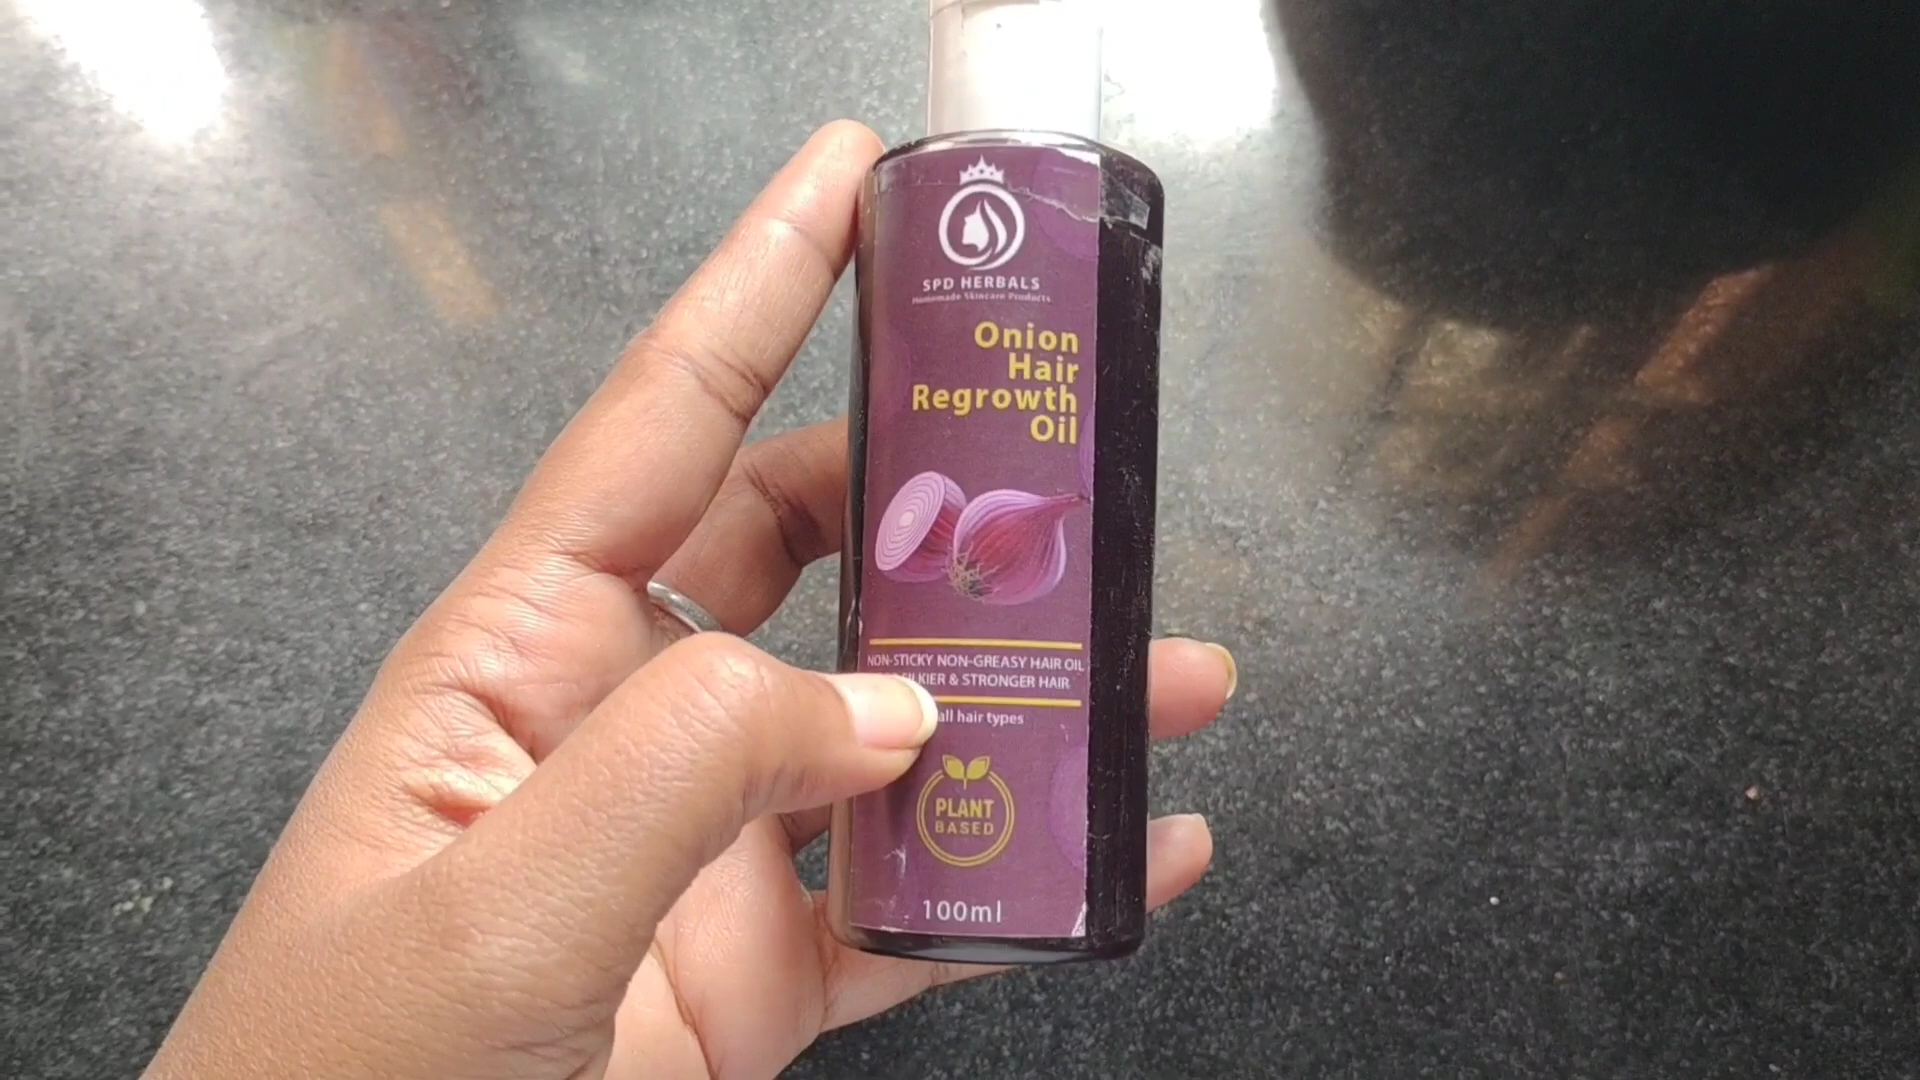 SPD HERBALS
Homemade Skincare Products
Onion
Hair
Regrowth
Oil
NON-STICKY NON-GREASY HAIR OIL
SILKIER & STRONGER HAIR
all hair types
PLANT
BASED
100ml